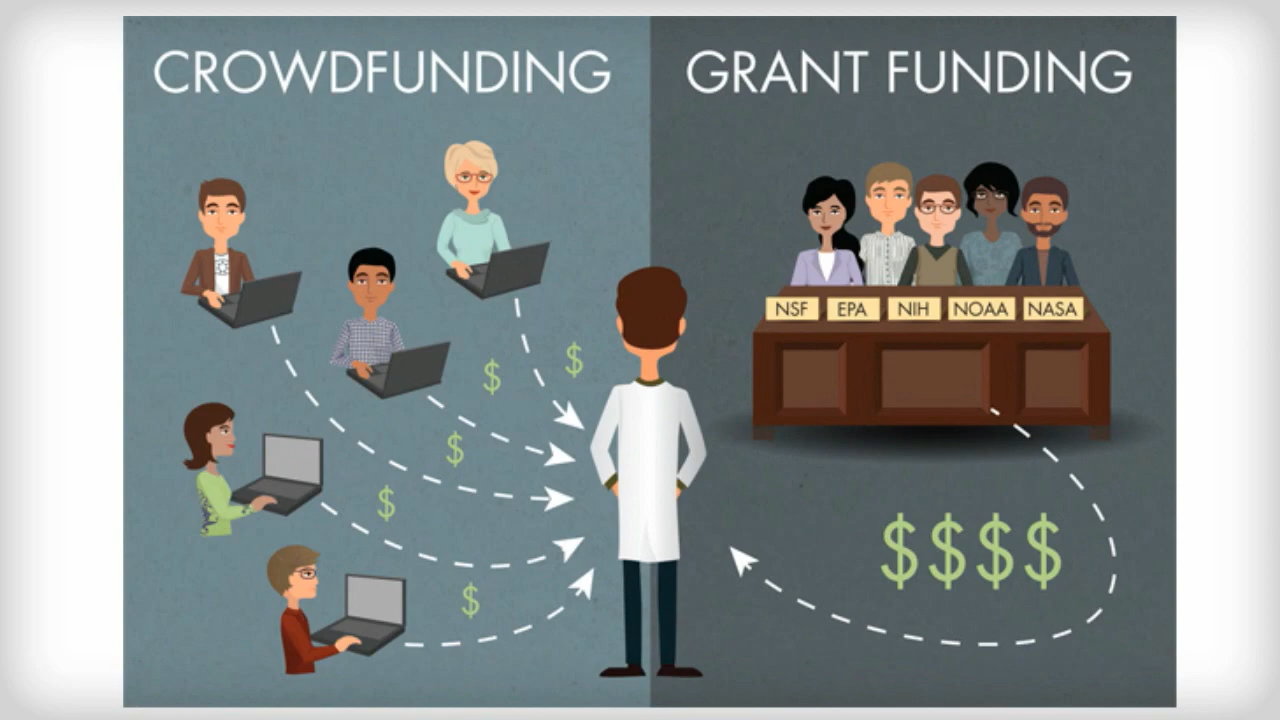 CROWDFUNDING
GRANT FUNDING
NSF EPA NIH NOAA NASA
$
$
$
$
$
$$$$